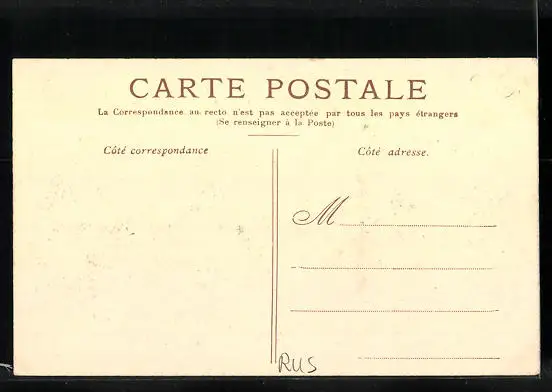 CARTE POSTALE
La Correspondance au recto n'est pas acceptée par tous les pays étrangers
(Se renseigner à la Poste)
Côté correspondance
Côté adresse.
M
RUS